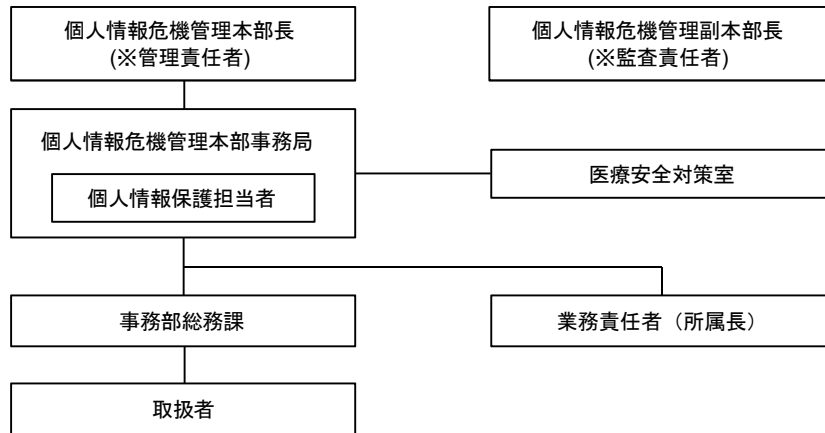 個人情報危機管理本部長
(※管理責任者)
個人情報危機管理副本部長
(※監査責任者)
個人情報危機管理本部事務局
個人情報保護担当者
医療安全対策室
事務部総務課
業務責任者（所属長）
取扱者